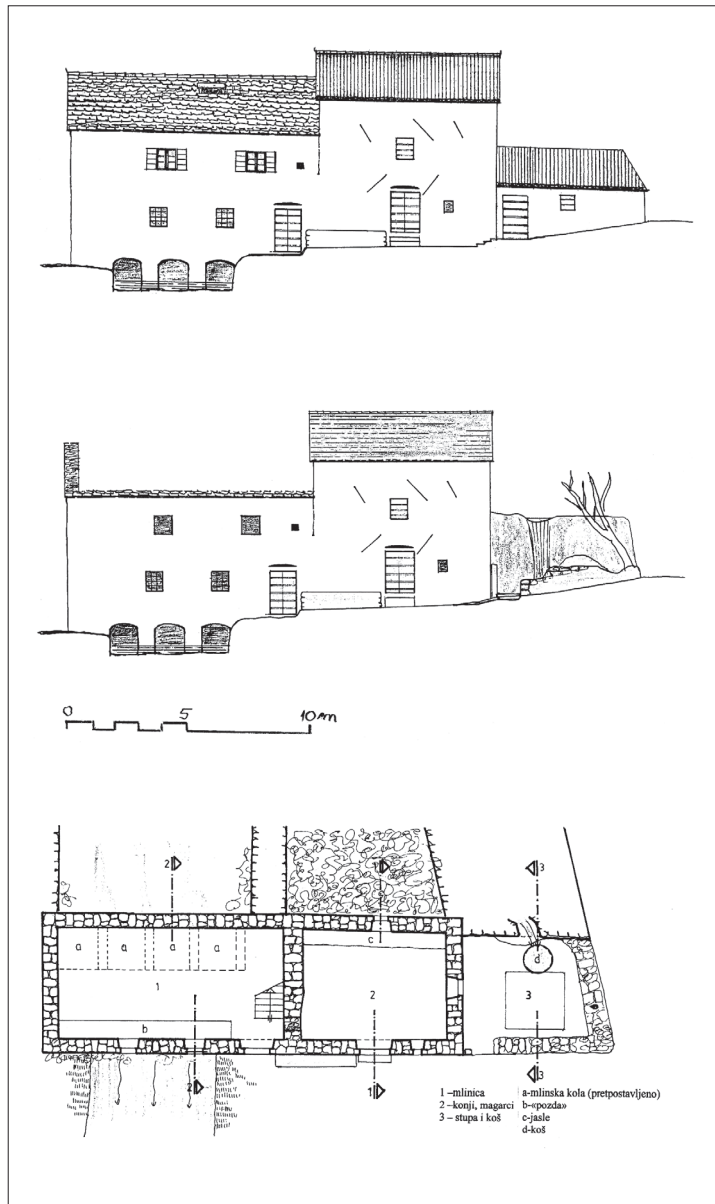 0 5 10m
2 1 3
a a a a c d
1 2 3
b
2 1 3
1 –mlinica a-mlinska kola (pretpostavljeno)
2 –konji, magarci b-«pozda»
3 – stupa i koš c-jasle
d-koš